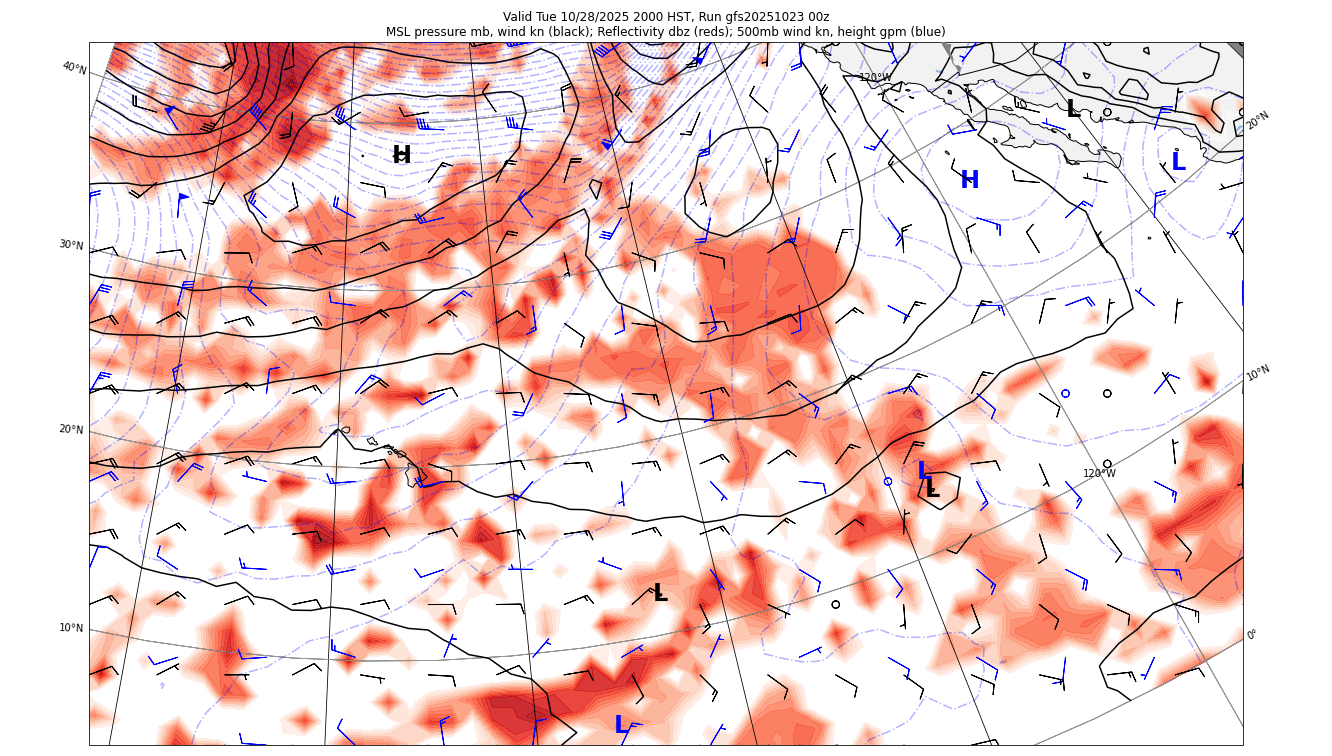 Valid Tue 10/28/2025 2000 HST, Run gfs20251023 00z
MSL pressure mb, wind kn (black); Reflectivity dbz (reds); 500mb wind kn, height gpm (blue)
40°N
120°W
L
20°N
H
L
H
30°N
10°N
20°N
L
120°W
L
L
10°N
0°
L